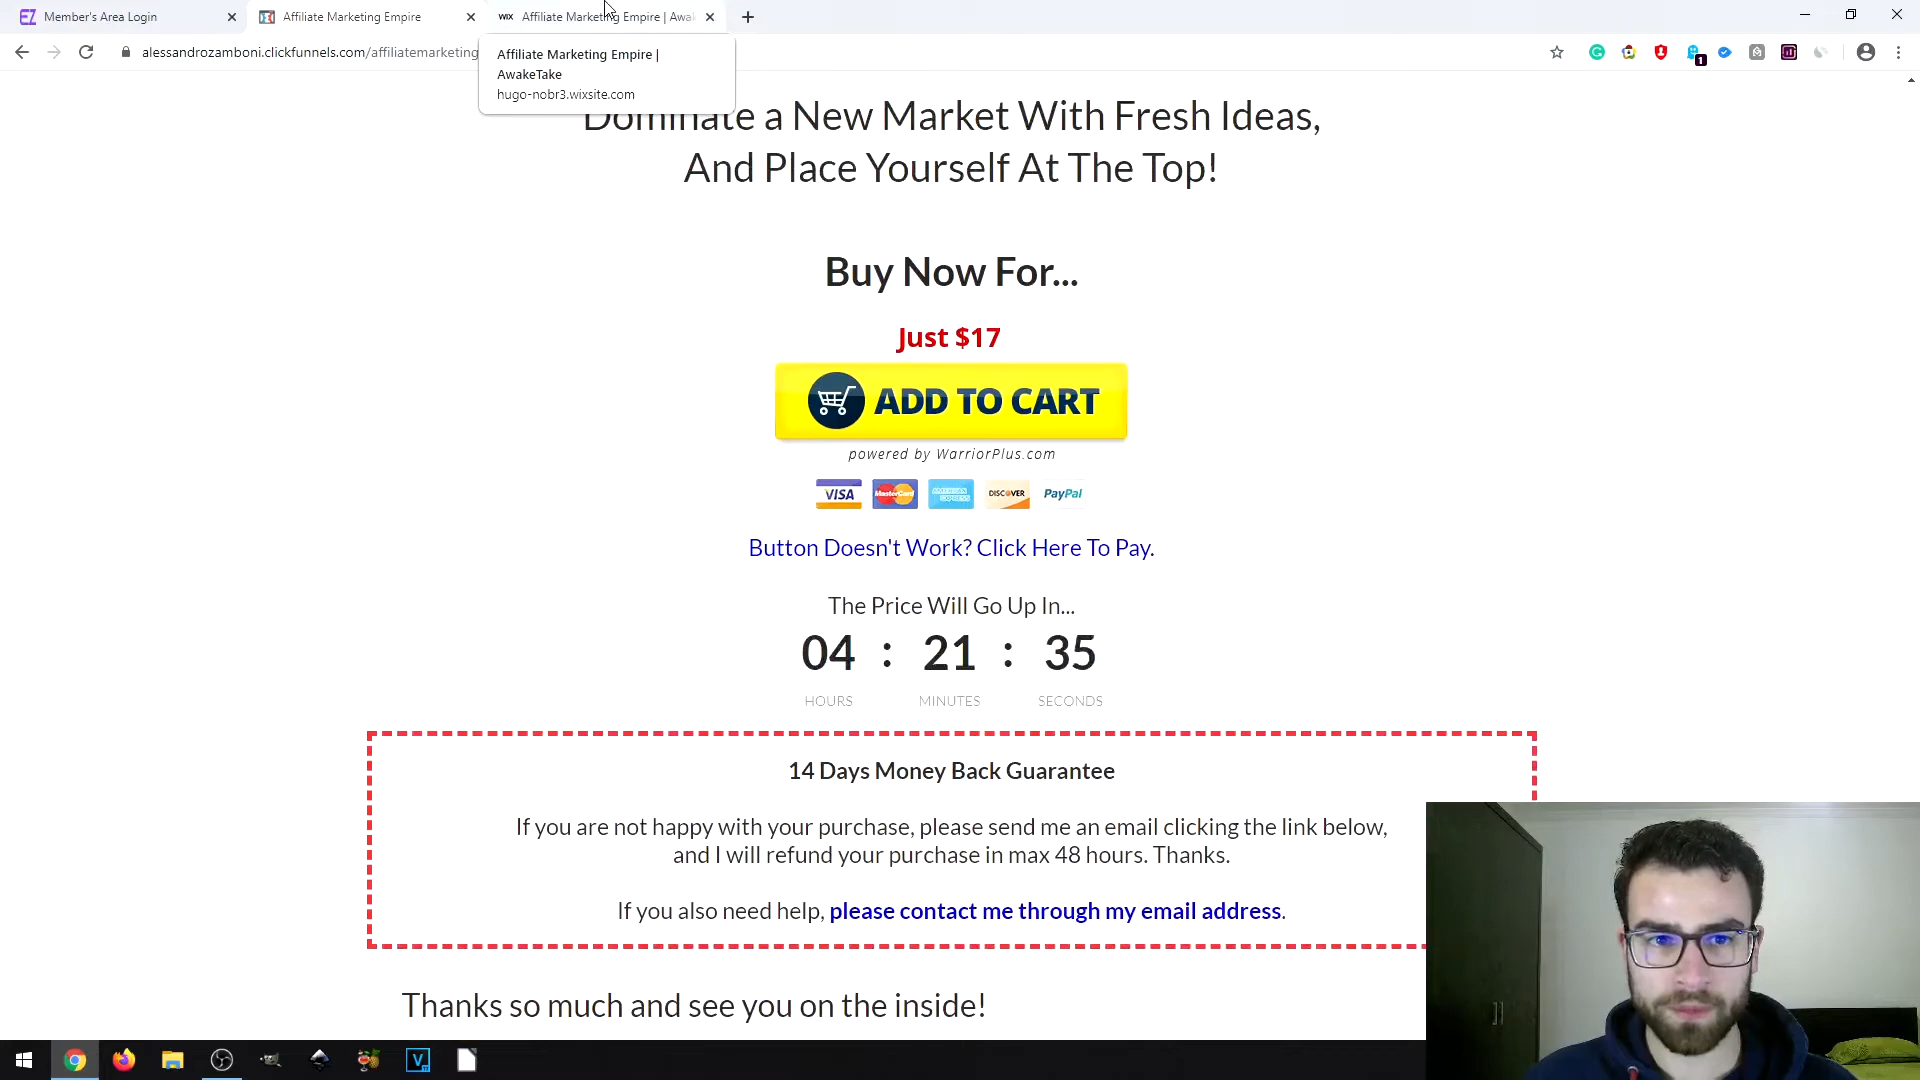 Member's Area Login
Affiliate Marketing Empire
WIX Affiliate Marketing Empire | Awa
alessandrozamboni.clickfunnels.com/affiliatemarketing
1
Affiliate Marketing Empire |
AwakeTake
hugo-nobr3.wixsite.com
Dominate a New Market With Fresh Ideas,
And Place Yourself At The Top!
Buy Now For...
Just $17
ADD TO CART
powered by WarriorPlus.com
VISA MasterCard AMERICAN EXPRESS DISCOVER PayPal
Button Doesn't Work? Click Here To Pay.
The Price Will Go Up In...
04 : 21 : 35
HOURS MINUTES SECONDS
14 Days Money Back Guarantee
If you are not happy with your purchase, please send me an email clicking the link below,
and I will refund your purchase in max 48 hours. Thanks.
If you also need help, please contact me through my email address.
Thanks so much and see you on the inside!